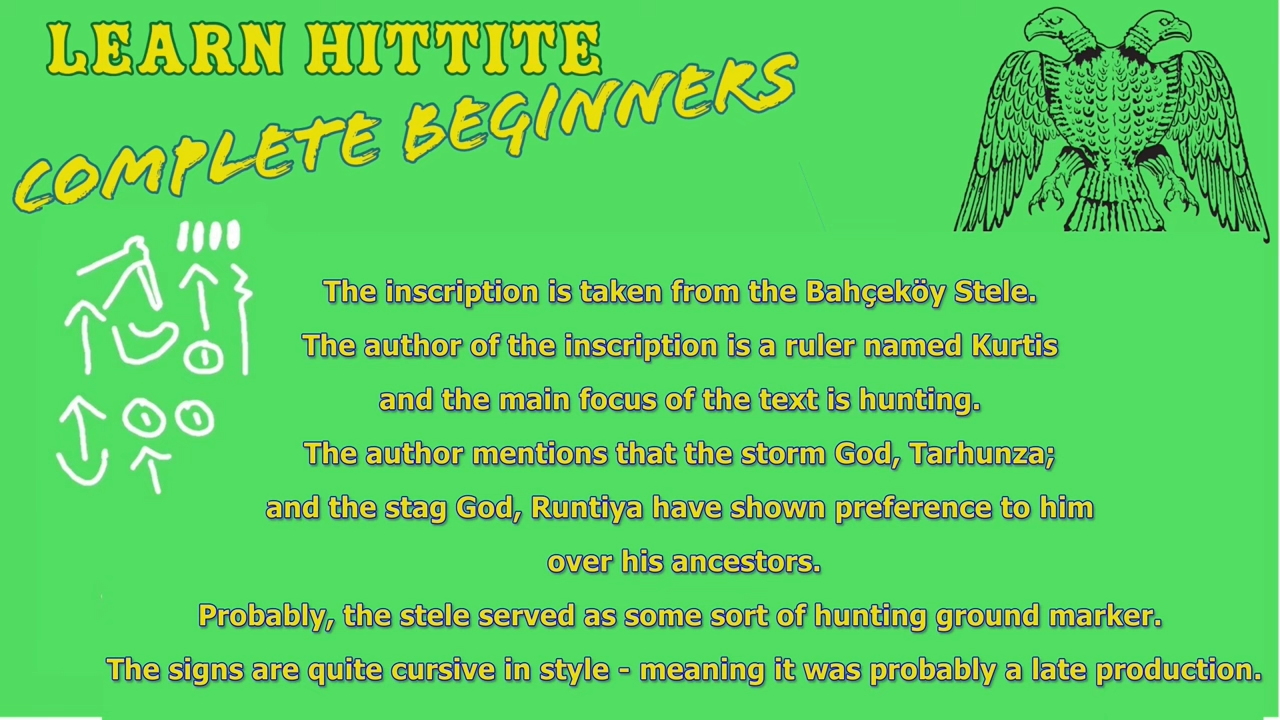 LEARN HITTITE
COMPLETE BEGINNERS
The inscription is taken from the Bahçeköy Stele.
The author of the inscription is a ruler named Kurtis
and the main focus of the text is hunting.
The author mentions that the storm God, Tarhunza;
and the stag God, Runtiya have shown preference to him
over his ancestors.
Probably, the stele served as some sort of hunting ground marker.
The signs are quite cursive in style - meaning it was probably a late production.